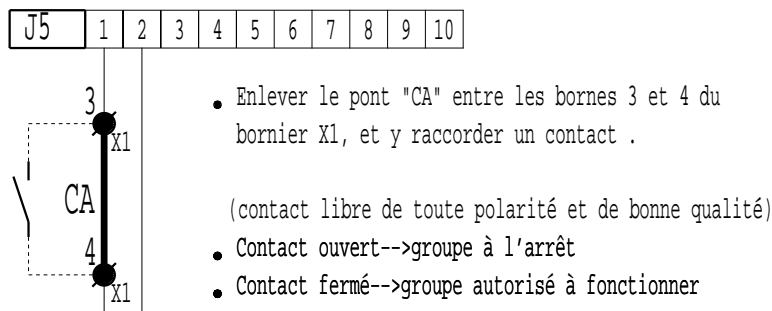 J5 1 2 3 4 5 6 7 8 9 10
3
X1
CA
4
X1
• Enlever le pont "CA" entre les bornes 3 et 4 du
bornier X1, et y raccorder un contact .
(contact libre de toute polarité et de bonne qualité)
• Contact ouvert-->groupe à l'arrêt
• Contact fermé-->groupe autorisé à fonctionner